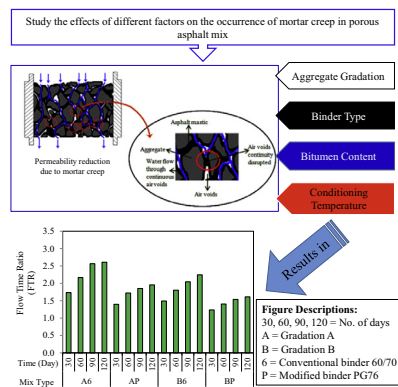 Study the effects of different factors on the occurrence of mortar creep in porous
asphalt mix
Permeability reduction
due to mortar creep
Asphalt mastic
Aggregate
Water flow
through
continuous
air voids
Air voids
Air voids
continuity
disrupted
Aggregate Gradation
Binder Type
Bitumen Content
Conditioning
Temperature
Results in
Flow Time Ratio
(FTR)
3.5
3.0
2.5
2.0
1.5
1.0
0.5
0.0
Time (Day) 30 60 90 120 30 60 90 120 30 60 90 120 30 60 90 120
Mix Type A6 AP B6 BP
Figure Descriptions:
30, 60, 90, 120 = No. of days
A = Gradation A
B = Gradation B
6 = Conventional binder 60/70
P = Modified binder PG76